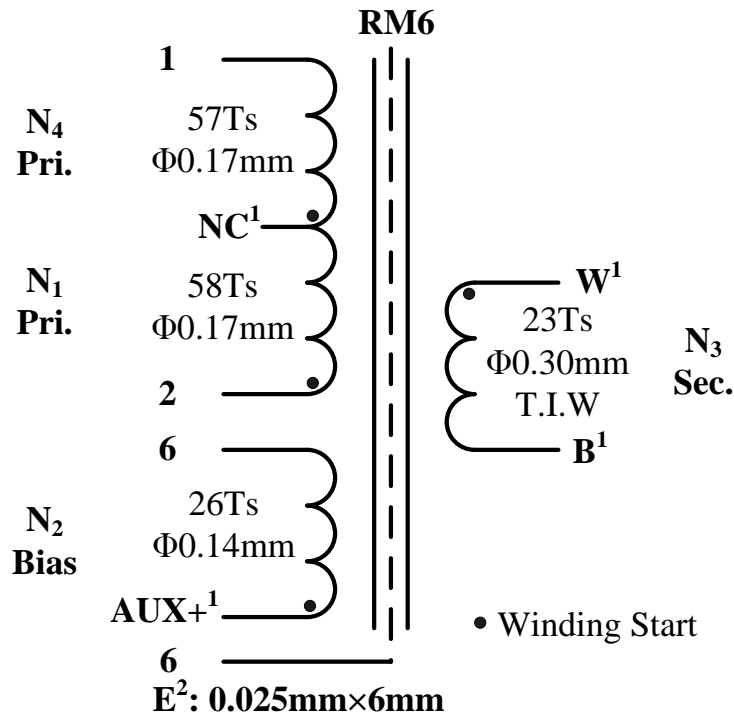 RM6
1
N₄
Pri.
57Ts
Φ0.17mm
NC¹
N₁
Pri.
58Ts
Φ0.17mm
2
W¹
23Ts
Φ0.30mm
T.I.W
B¹
N₃
Sec.
6
N₂
Bias
26Ts
Φ0.14mm
AUX+¹
• Winding Start
6
E²: 0.025mm×6mm